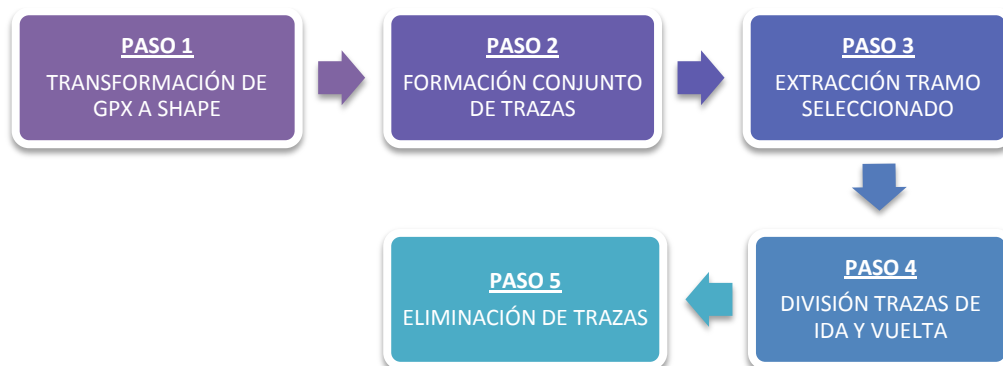 PASO 1
TRANSFORMACIÓN DE
GPX A SHAPE
PASO 2
FORMACIÓN CONJUNTO
DE TRAZAS
PASO 3
EXTRACCIÓN TRAMO
SELECCIONADO
PASO 4
DIVISIÓN TRAZAS DE
IDA Y VUELTA
PASO 5
ELIMINACIÓN DE TRAZAS